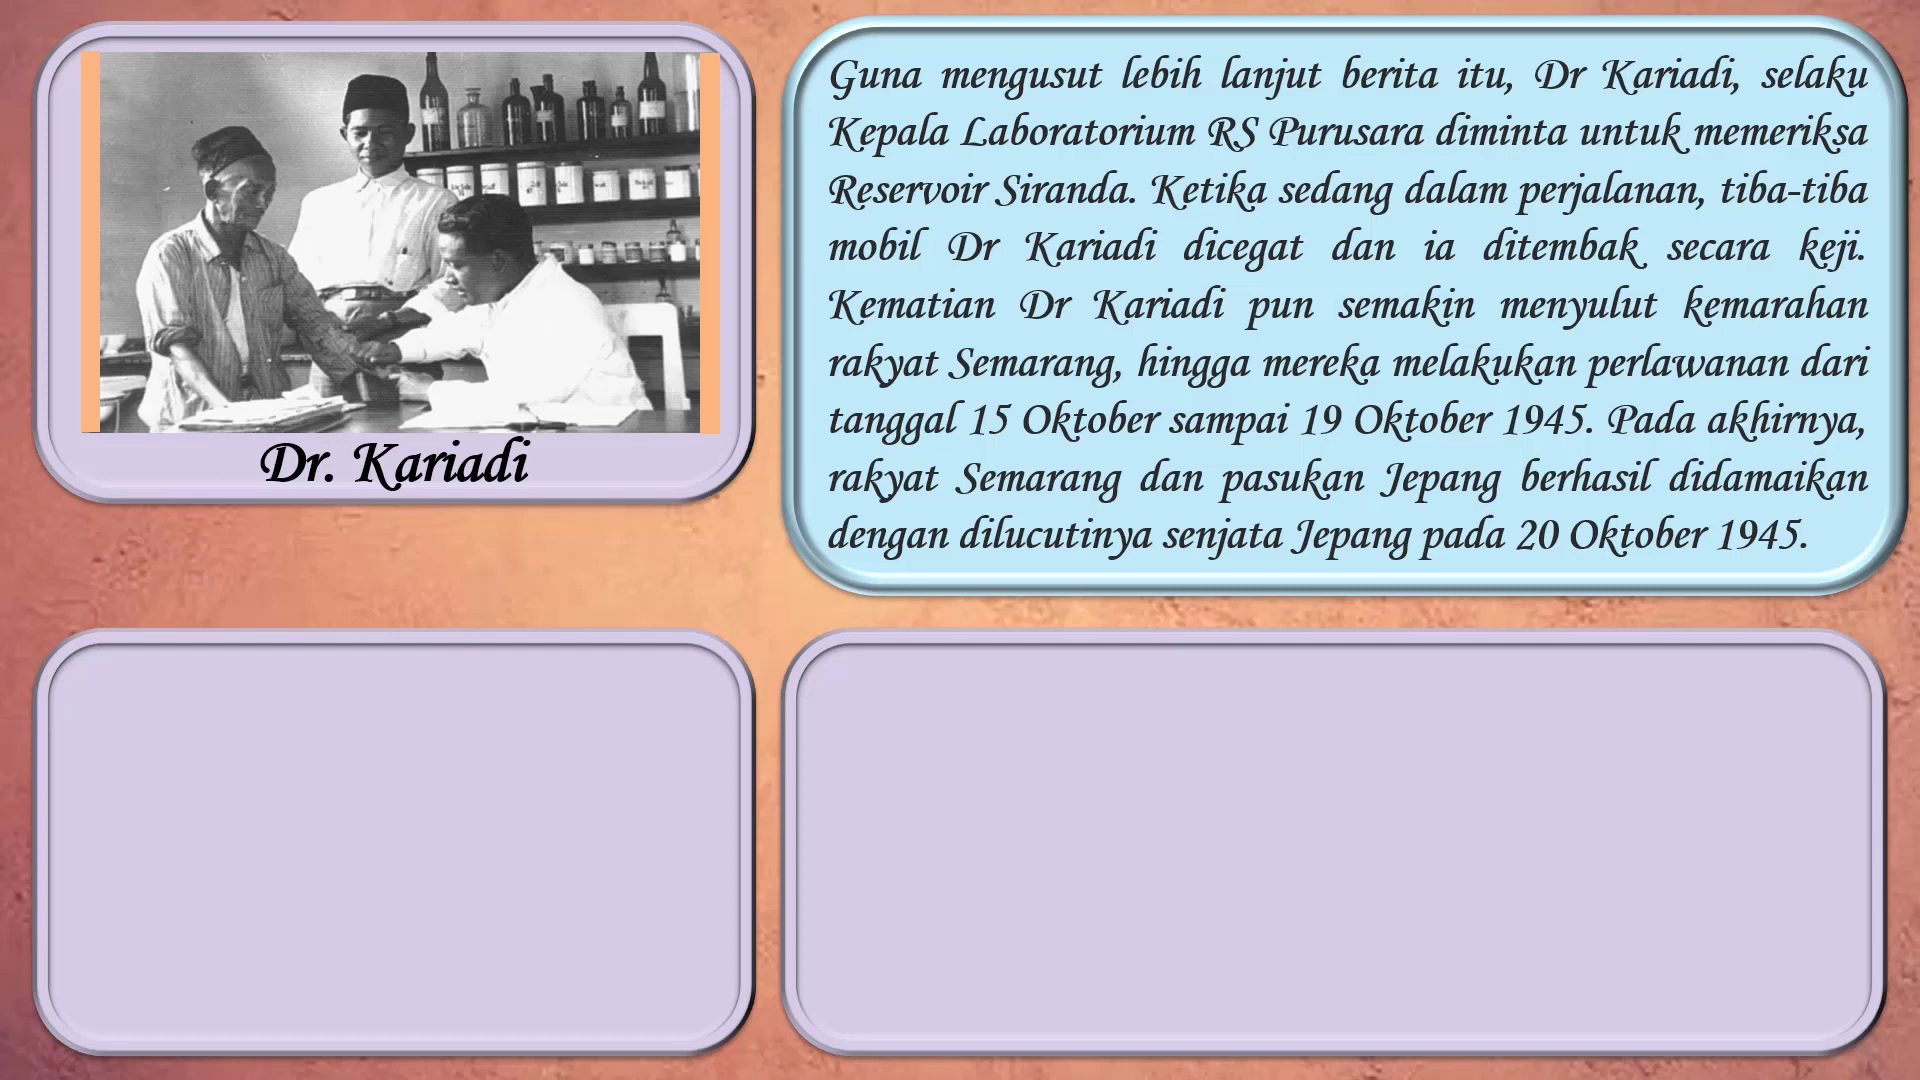 Dr. Kariadi
Guna mengusut lebih lanjut berita itu, Dr Kariadi, selaku
Kepala Laboratorium RS Purusara diminta untuk memeriksa
Reservoir Siranda. Ketika sedang dalam perjalanan, tiba-tiba
mobil Dr Kariadi dicegat dan ia ditembak secara keji.
Kematian Dr Kariadi pun semakin menyulut kemarahan
rakyat Semarang, hingga mereka melakukan perlawanan dari
tanggal 15 Oktober sampai 19 Oktober 1945. Pada akhirnya,
rakyat Semarang dan pasukan Jepang berhasil didamaikan
dengan dilucutinya senjata Jepang pada 20 Oktober 1945.